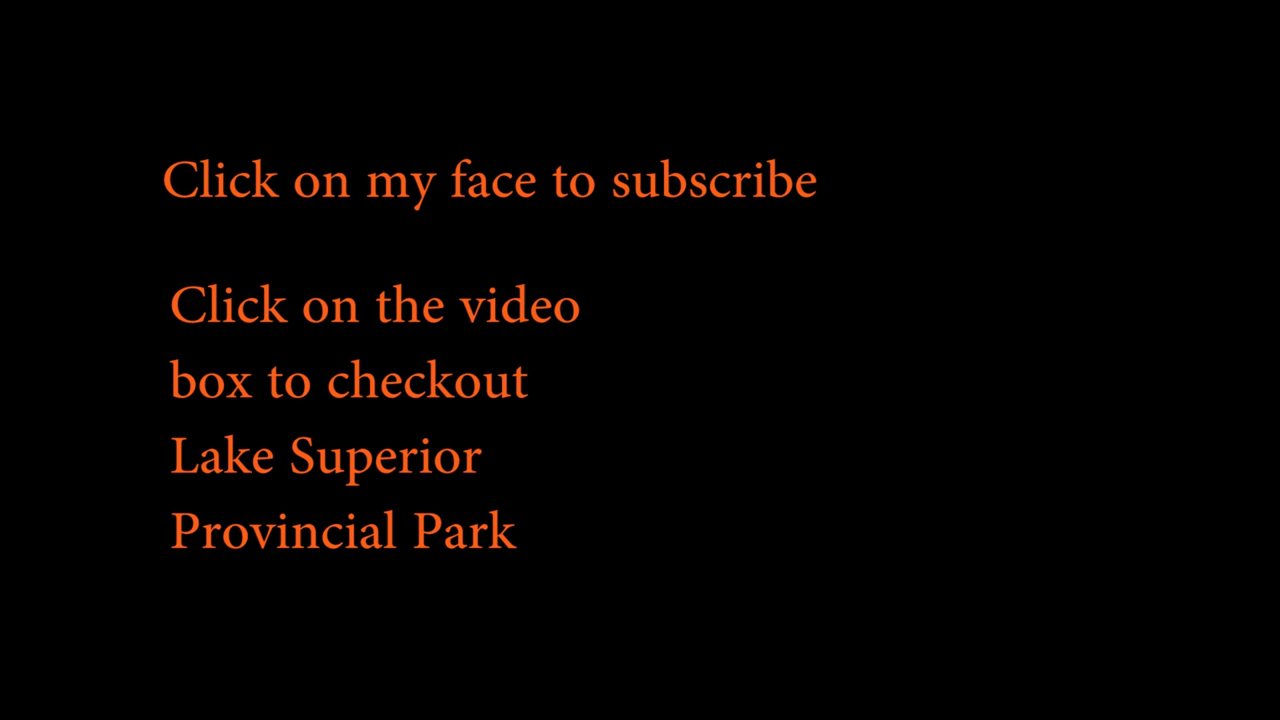 Click on my face to subscribe
Click on the video
box to checkout
Lake Superior
Provincial Park